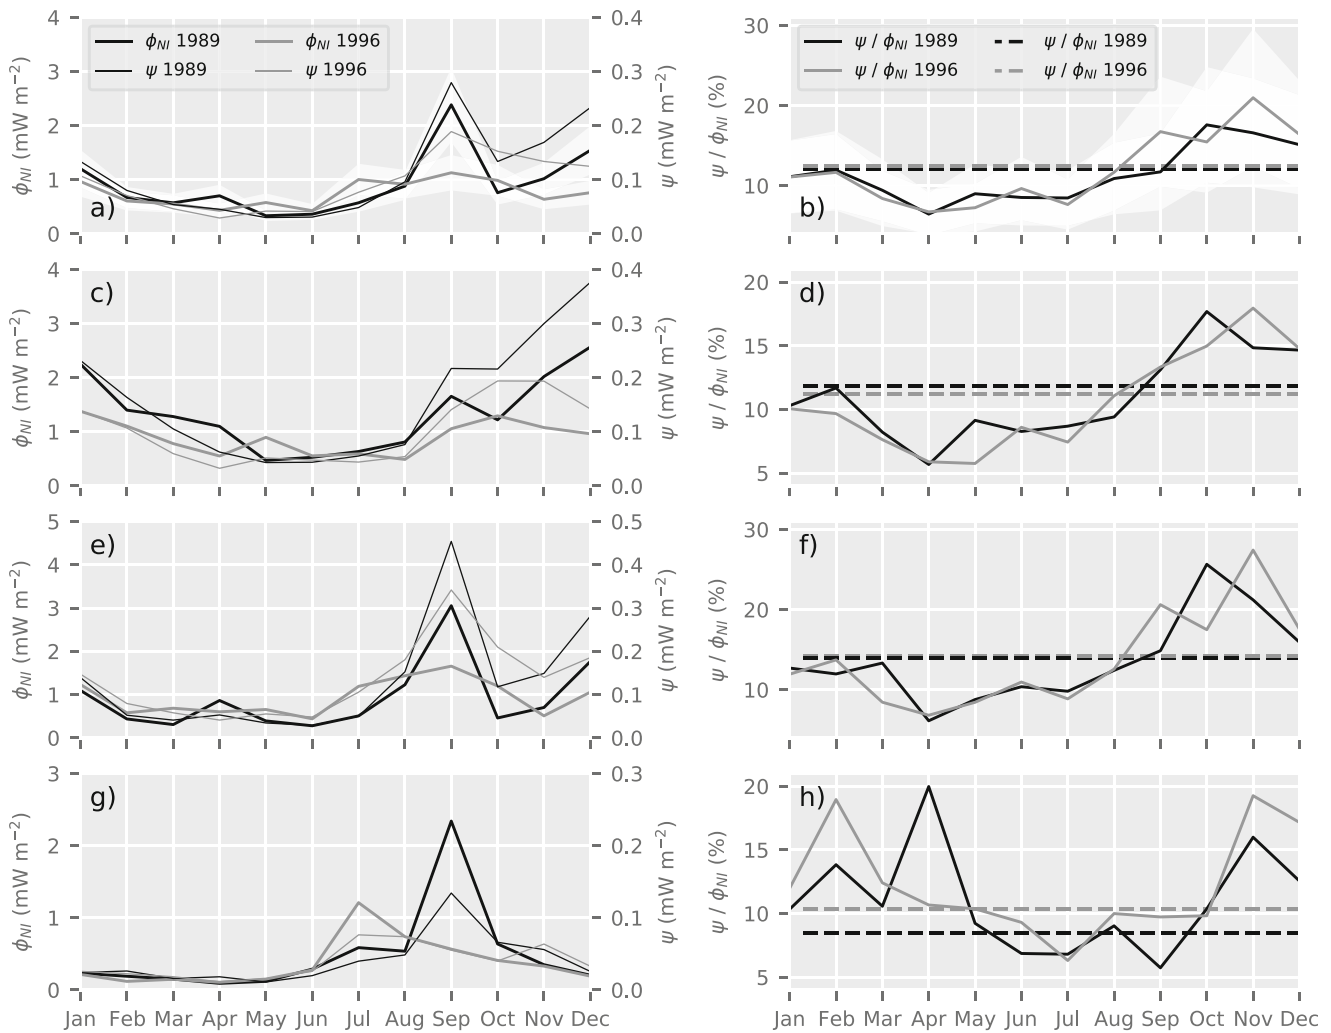 4
3
2
1
0
ϕNI (mW m−2)
ϕNI 1989
ψ 1989
ϕNI 1996
ψ 1996
a)
0.4
0.3
0.2
0.1
0.0
ψ (mW m−2)
30
20
10
ψ / ϕNI (%)
ψ / ϕNI 1989
ψ / ϕNI 1996
ψ / ϕNI 1989
ψ / ϕNI 1996
b)
4
3
2
1
0
ϕNI (mW m−2)
c)
0.4
0.3
0.2
0.1
0.0
ψ (mW m−2)
20
15
10
5
ψ / ϕNI (%)
d)
5
4
3
2
1
0
ϕNI (mW m−2)
e)
0.5
0.4
0.3
0.2
0.1
0.0
ψ (mW m−2)
30
20
10
ψ / ϕNI (%)
f)
3
2
1
0
ϕNI (mW m−2)
g)
0.3
0.2
0.1
0.0
ψ (mW m−2)
20
15
10
5
ψ / ϕNI (%)
h)
Jan Feb Mar Apr May Jun Jul Aug Sep Oct Nov Dec
Jan Feb Mar Apr May Jun Jul Aug Sep Oct Nov Dec